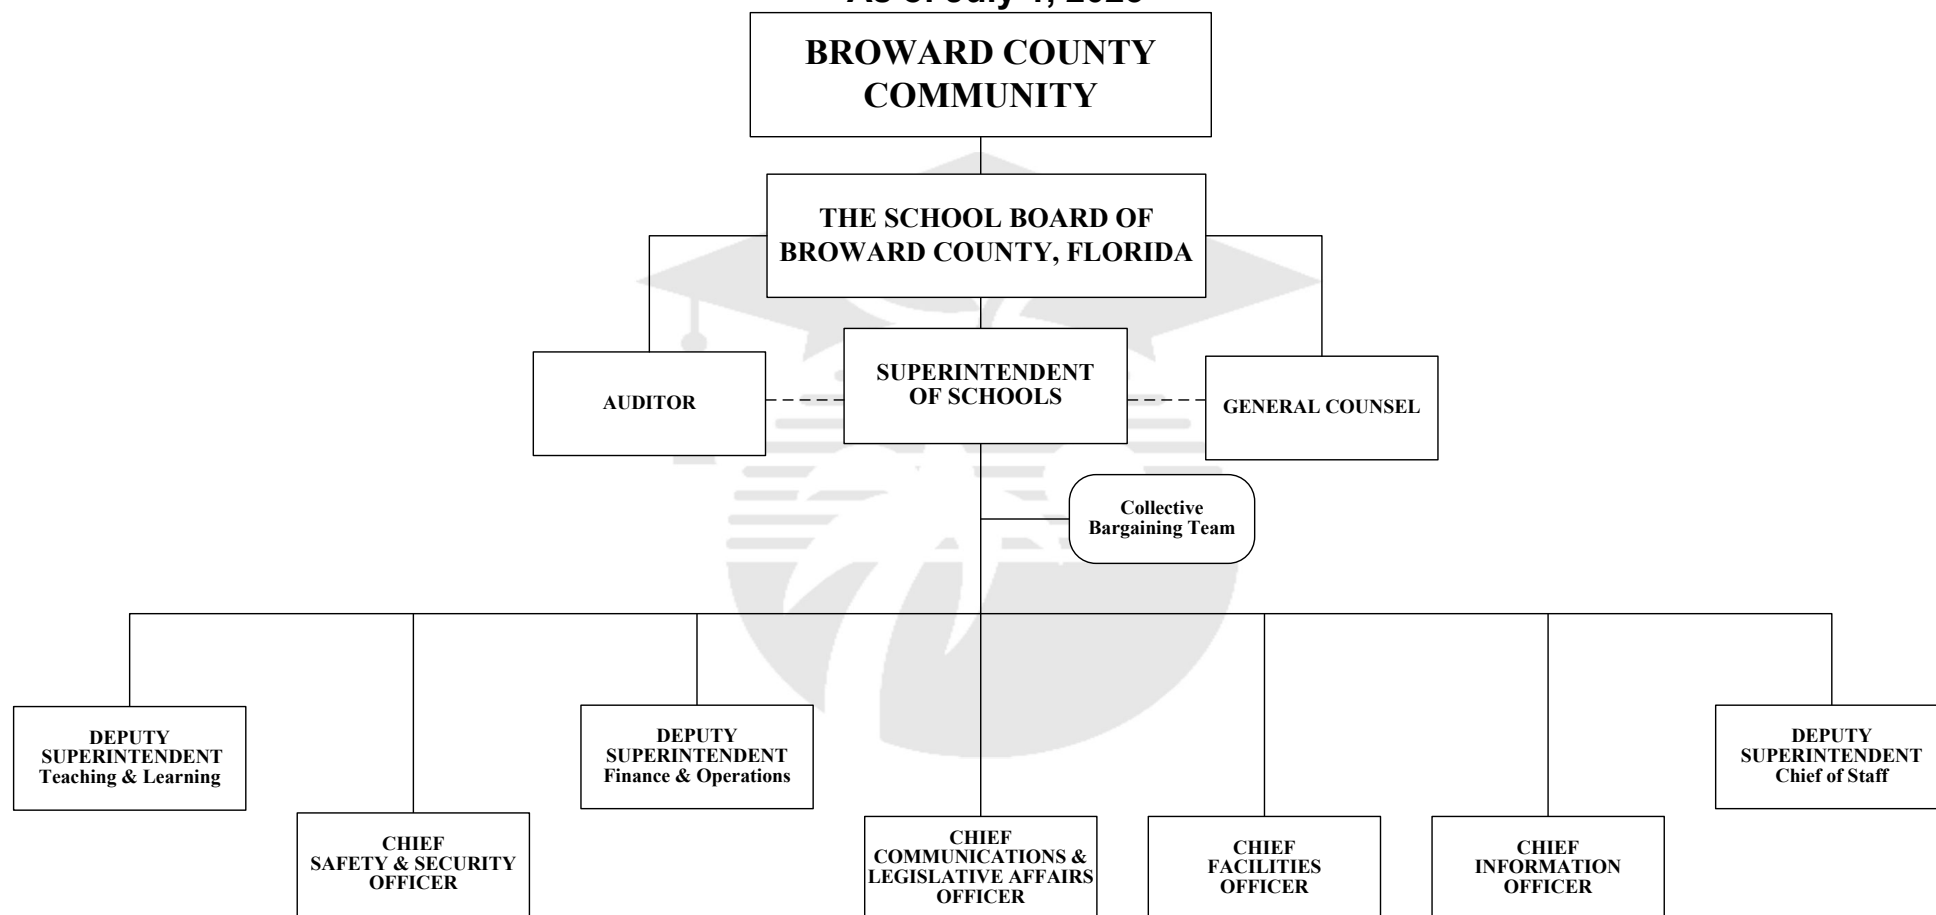 BROWARD COUNTY
COMMUNITY
THE SCHOOL BOARD OF
BROWARD COUNTY, FLORIDA
SUPERINTENDENT
OF SCHOOLS
AUDITOR
GENERAL COUNSEL
Collective
Bargaining Team
DEPUTY
SUPERINTENDENT
Teaching & Learning
DEPUTY
SUPERINTENDENT
Finance & Operations
DEPUTY
SUPERINTENDENT
Chief of Staff
CHIEF
SAFETY & SECURITY
OFFICER
CHIEF
COMMUNICATIONS &
LEGISLATIVE AFFAIRS
OFFICER
CHIEF
FACILITIES
OFFICER
CHIEF
INFORMATION
OFFICER